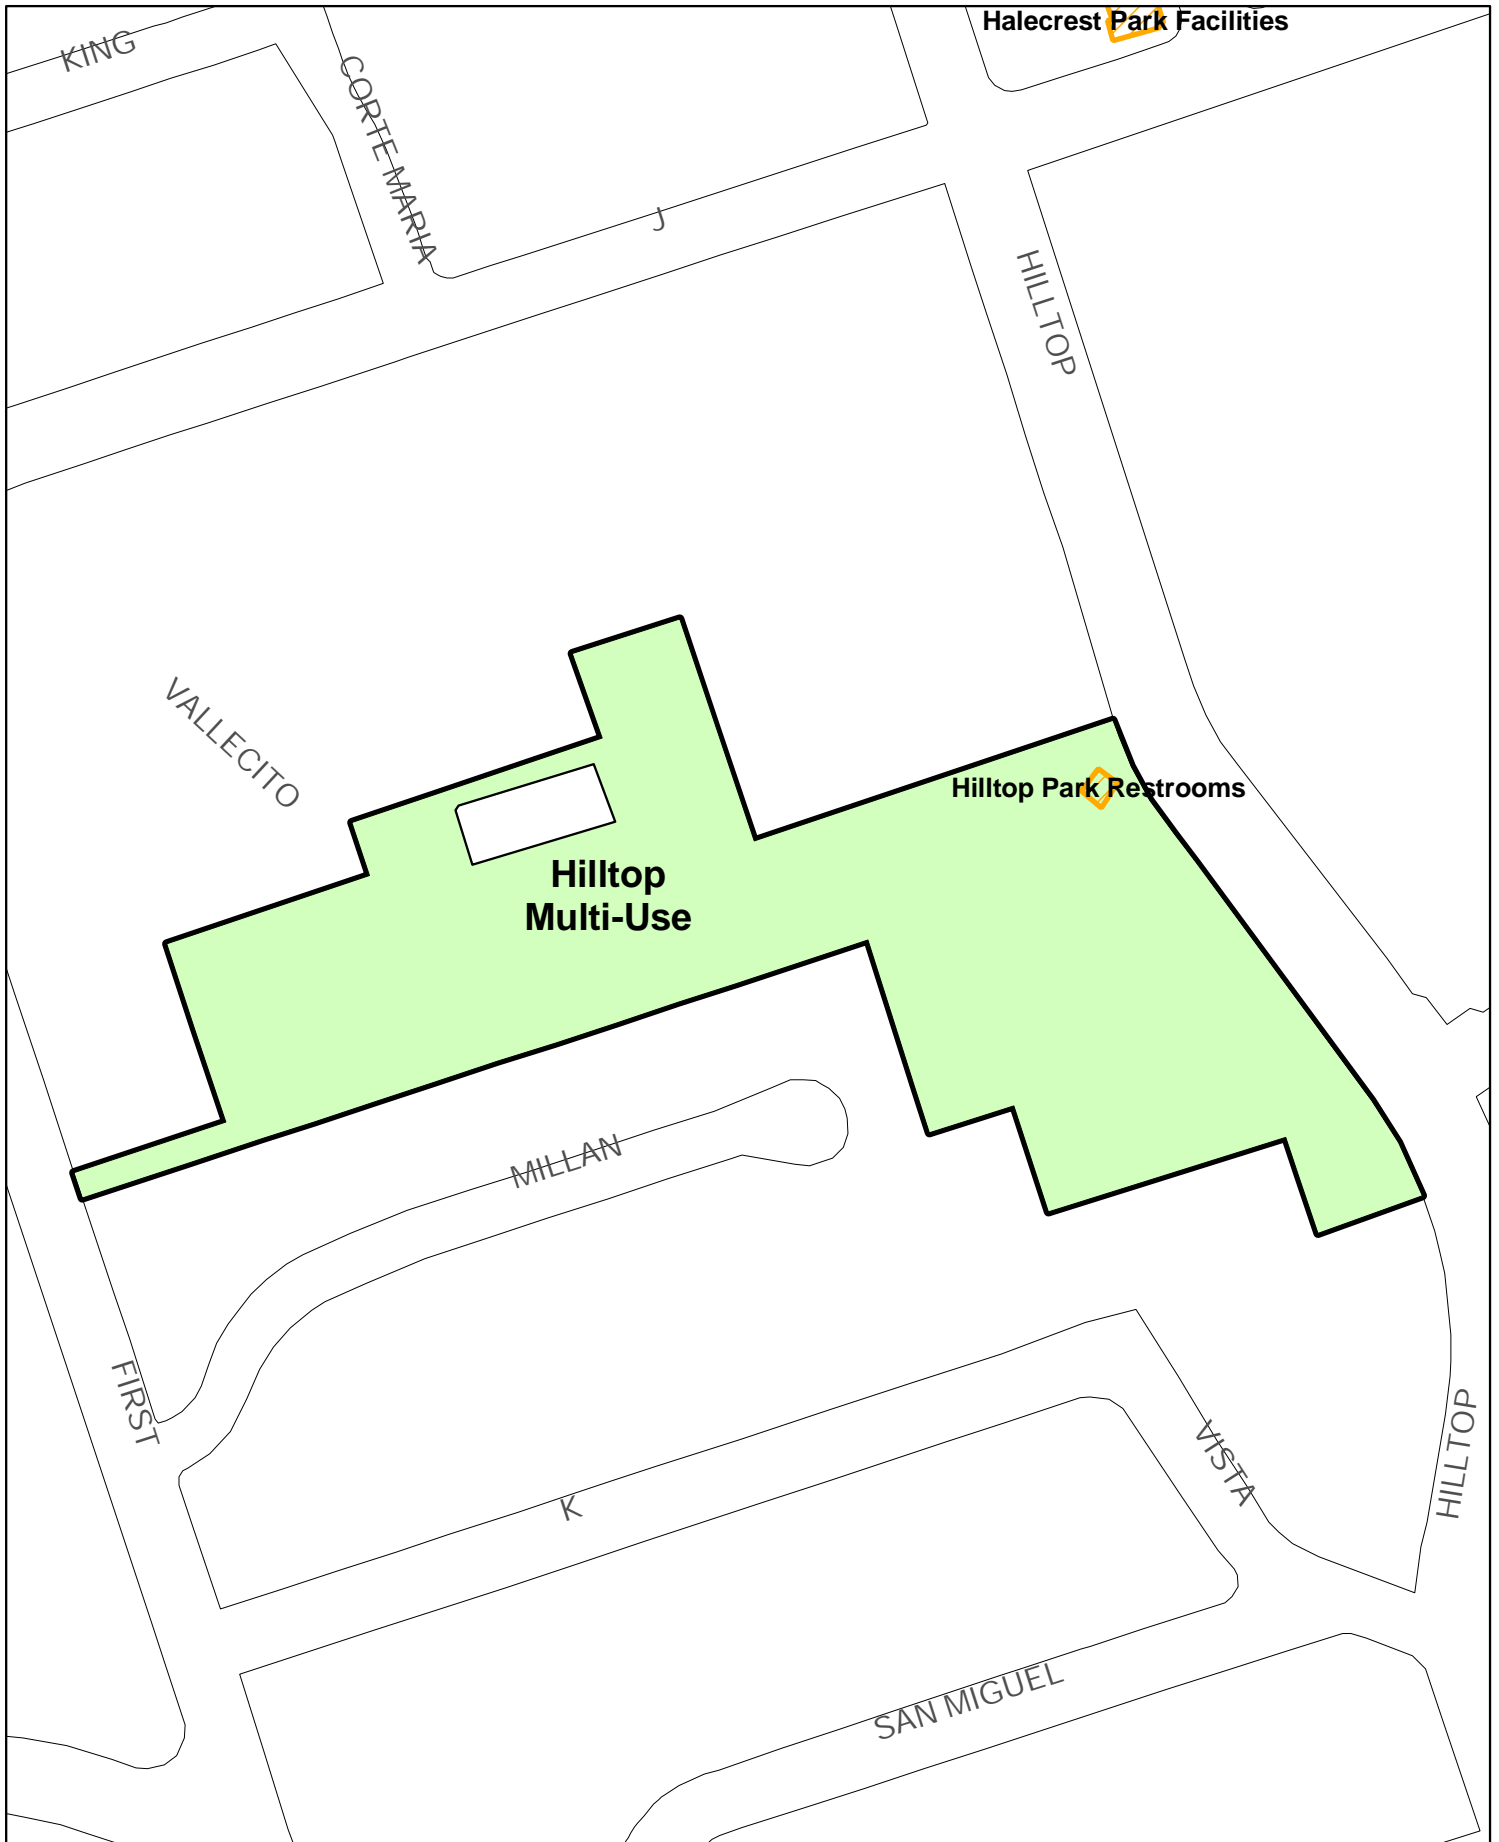 Halecrest Park Facilities
KING
CORTE MARIA
J
HILLTOP
VALLECITO
Hilltop Park Restrooms
Hilltop
Multi-Use
MILLAN
FIRST
VISTA
HILLTOP
K
SAN MIGUEL